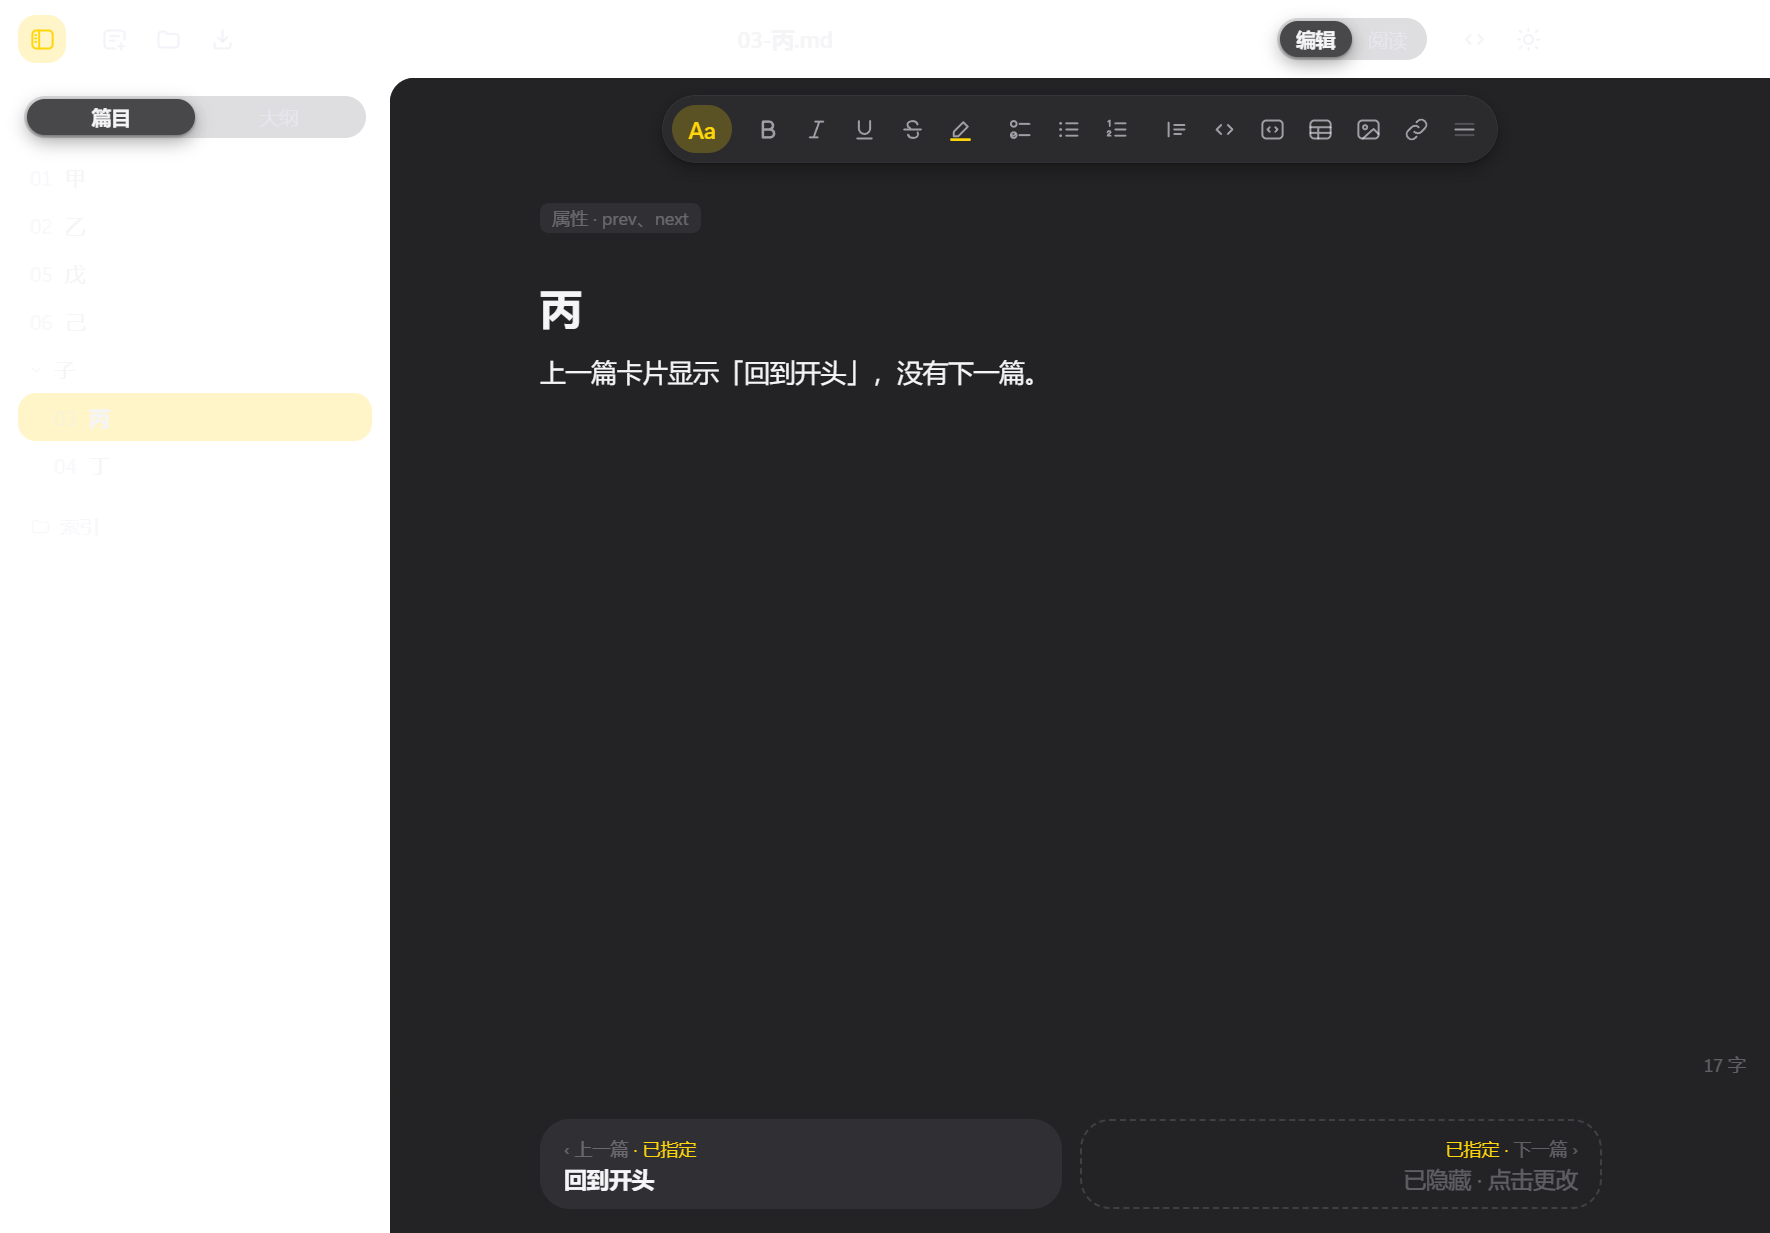 03-丙.md
编辑
阅读
篇目
大纲
01 甲
02 乙
05 戊
06 己
子
03 丙
04 丁
索引
Aa
属性 · prev、next
丙
上一篇卡片显示「回到开头」，没有下一篇。
17 字
‹ 上一篇 · 已指定
回到开头
已指定 · 下一篇 ›
已隐藏 · 点击更改